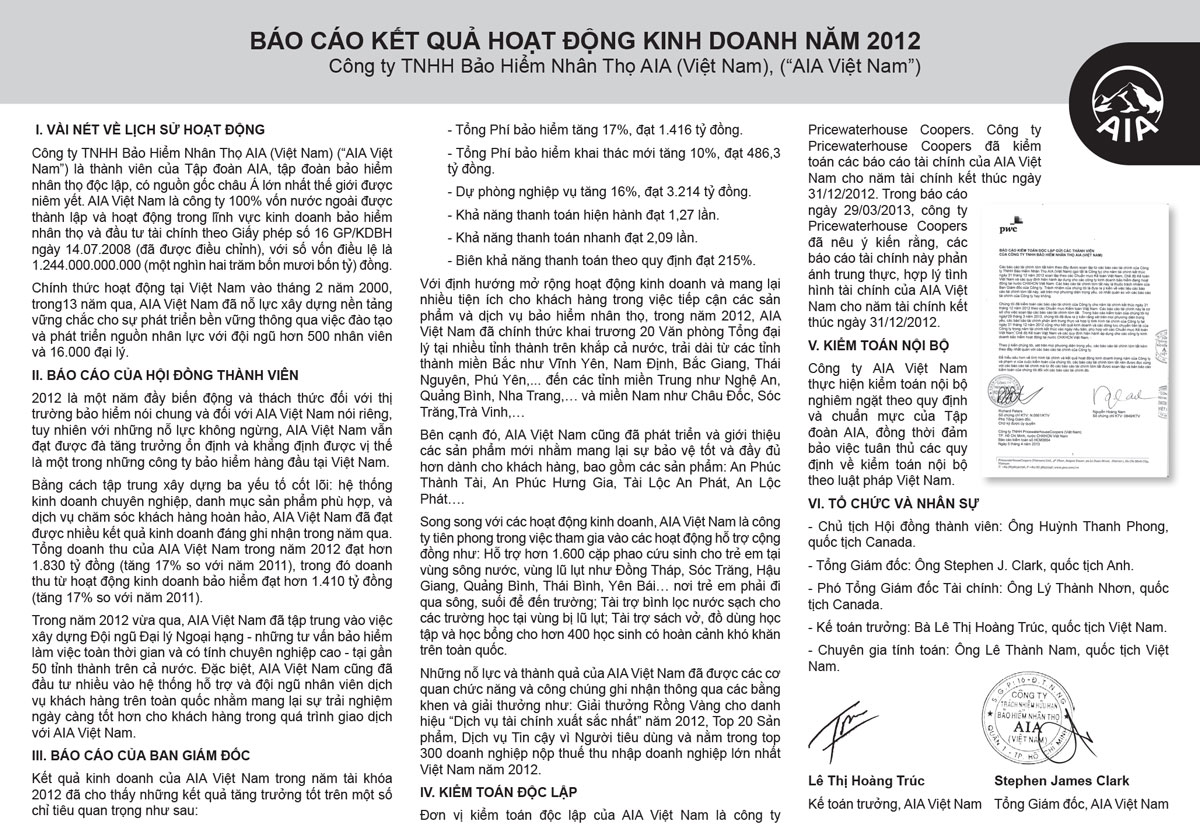 BÁO CÁO KẾT QUẢ HOẠT ĐỘNG KINH DOANH NĂM 2012
Công ty TNHH Bảo Hiểm Nhân Thọ AIA (Việt Nam), (“AIA Việt Nam”)
AIA
I. VÀI NÉT VỀ LỊCH SỬ HOẠT ĐỘNG
Công ty TNHH Bảo Hiểm Nhân Thọ AIA (Việt Nam) (“AIA Việt
Nam”) là thành viên của Tập đoàn AIA, tập đoàn bảo hiểm
nhân thọ độc lập, có nguồn gốc châu Á lớn nhất thế giới được
niêm yết. AIA Việt Nam là công ty 100% vốn nước ngoài được
thành lập và hoạt động trong lĩnh vực kinh doanh bảo hiểm
nhân thọ và đầu tư tài chính theo Giấy phép số 16 GP/KDBH
ngày 14.07.2008 (đã được điều chỉnh), với số vốn điều lệ là
1.244.000.000.000 (một nghìn hai trăm bốn mươi bốn tỷ) đồng.
Chính thức hoạt động tại Việt Nam vào tháng 2 năm 2000,
trong13 năm qua, AIA Việt Nam đã nỗ lực xây dựng nền tảng
vững chắc cho sự phát triển bền vững thông qua việc đào tạo
và phát triển nguồn nhân lực với đội ngũ hơn 500 nhân viên
và 16.000 đại lý.
II. BÁO CÁO CỦA HỘI ĐỒNG THÀNH VIÊN
2012 là một năm đầy biến động và thách thức đối với thị
trường bảo hiểm nói chung và đối với AIA Việt Nam nói riêng,
tuy nhiên với những nỗ lực không ngừng, AIA Việt Nam vẫn
đạt được đà tăng trưởng ổn định và khẳng định được vị thế
là một trong những công ty bảo hiểm hàng đầu tại Việt Nam.
Bằng cách tập trung xây dựng ba yếu tố cốt lõi: hệ thống
kinh doanh chuyên nghiệp, danh mục sản phẩm phù hợp, và
dịch vụ chăm sóc khách hàng hoàn hảo, AIA Việt Nam đã đạt
được nhiều kết quả kinh doanh đáng ghi nhận trong năm qua.
Tổng doanh thu của AIA Việt Nam trong năm 2012 đạt hơn
1.830 tỷ đồng (tăng 17% so với năm 2011), trong đó doanh
thu từ hoạt động kinh doanh bảo hiểm đạt hơn 1.410 tỷ đồng
(tăng 17% so với năm 2011).
Trong năm 2012 vừa qua, AIA Việt Nam đã tập trung vào việc
xây dựng Đội ngũ Đại lý Ngoại hạng - những tư vấn bảo hiểm
làm việc toàn thời gian và có tính chuyên nghiệp cao - tại gần
50 tỉnh thành trên cả nước. Đặc biệt, AIA Việt Nam cũng đã
đầu tư nhiều vào hệ thống hỗ trợ và đội ngũ nhân viên dịch
vụ khách hàng trên toàn quốc nhằm mang lại sự trải nghiệm
ngày càng tốt hơn cho khách hàng trong quá trình giao dịch
với AIA Việt Nam.
III. BÁO CÁO CỦA BAN GIÁM ĐỐC
Kết quả kinh doanh của AIA Việt Nam trong năm tài khóa
2012 đã cho thấy những kết quả tăng trưởng tốt trên một số
chỉ tiêu quan trọng như sau:
- Tổng Phí bảo hiểm tăng 17%, đạt 1.416 tỷ đồng.
- Tổng Phí bảo hiểm khai thác mới tăng 10%, đạt 486,3
tỷ đồng.
- Dự phòng nghiệp vụ tăng 16%, đạt 3.214 tỷ đồng.
- Khả năng thanh toán hiện hành đạt 1,27 lần.
- Khả năng thanh toán nhanh đạt 2,09 lần.
- Biên khả năng thanh toán theo quy định đạt 215%.
Với định hướng mở rộng hoạt động kinh doanh và mang lại
nhiều tiện ích cho khách hàng trong việc tiếp cận các sản
phẩm và dịch vụ bảo hiểm nhân thọ, trong năm 2012, AIA
Việt Nam đã chính thức khai trương 20 Văn phòng Tổng đại
lý tại nhiều tỉnh thành trên khắp cả nước, trải dài từ các tỉnh
thành miền Bắc như Vĩnh Yên, Nam Định, Bắc Giang, Thái
Nguyên, Phú Yên,... đến các tỉnh miền Trung như Nghệ An,
Quảng Bình, Nha Trang,… và miền Nam như Châu Đốc, Sóc
Trăng,Trà Vinh,…
Bên cạnh đó, AIA Việt Nam cũng đã phát triển và giới thiệu
các sản phẩm mới nhằm mang lại sự bảo vệ tốt và đầy đủ
hơn dành cho khách hàng, bao gồm các sản phẩm: An Phúc
Thành Tài, An Phúc Hưng Gia, Tài Lộc An Phát, An Lộc
Phát….
Song song với các hoạt động kinh doanh, AIA Việt Nam là công
ty tiên phong trong việc tham gia vào các hoạt động hỗ trợ cộng
đồng như: Hỗ trợ hơn 1.600 cặp phao cứu sinh cho trẻ em tại
vùng sông nước, vùng lũ lụt như Đồng Tháp, Sóc Trăng, Hậu
Giang, Quảng Bình, Thái Bình, Yên Bái… nơi trẻ em phải đi
qua sông, suối để đến trường; Tài trợ bình lọc nước sạch cho
các trường học tại vùng bị lũ lụt; Tài trợ sách vở, đồ dùng học
tập và học bổng cho hơn 400 học sinh có hoàn cảnh khó khăn
trên toàn quốc.
Những nỗ lực và thành quả của AIA Việt Nam đã được các cơ
quan chức năng và công chúng ghi nhận thông qua các bằng
khen và giải thưởng như: Giải thưởng Rồng Vàng cho danh
hiệu “Dịch vụ tài chính xuất sắc nhất” năm 2012, Top 20 Sản
phẩm, Dịch vụ Tin cậy vì Người tiêu dùng và nằm trong top
300 doanh nghiệp nộp thuế thu nhập doanh nghiệp lớn nhất
Việt Nam năm 2012.
IV. KIỂM TOÁN ĐỘC LẬP
Đơn vị kiểm toán độc lập của AIA Việt Nam là công ty
Pricewaterhouse Coopers. Công ty
Pricewaterhouse Coopers đã kiểm
toán các báo cáo tài chính của AIA Việt
Nam cho năm tài chính kết thúc ngày
31/12/2012. Trong báo cáo
ngày 29/03/2013, công ty
Pricewaterhouse Coopers
đã nêu ý kiến rằng, các
báo cáo tài chính này phản
ánh trung thực, hợp lý tình
hình tài chính của AIA Việt
Nam cho năm tài chính kết
thúc ngày 31/12/2012.
V. KIỂM TOÁN NỘI BỘ
Công ty AIA Việt Nam
thực hiện kiểm toán nội bộ
nghiêm ngặt theo quy định
và chuẩn mực của Tập
đoàn AIA, đồng thời đảm
bảo việc tuân thủ các quy
định về kiểm toán nội bộ
theo luật pháp Việt Nam.
pwc
BÁO CÁO KIỂM TOÁN ĐỘC LẬP GỬI CÁC THÀNH VIÊN
CỦA CÔNG TY TNHH BẢO HIỂM NHÂN THỌ AIA (VIỆT NAM)
VI. TỔ CHỨC VÀ NHÂN SỰ
- Chủ tịch Hội đồng thành viên: Ông Huỳnh Thanh Phong,
quốc tịch Canada.
- Tổng Giám đốc: Ông Stephen J. Clark, quốc tịch Anh.
- Phó Tổng Giám đốc Tài chính: Ông Lý Thành Nhơn, quốc
tịch Canada.
- Kế toán trưởng: Bà Lê Thị Hoàng Trúc, quốc tịch Việt Nam.
- Chuyên gia tính toán: Ông Lê Thành Nam, quốc tịch Việt
Nam.
CÔNG TY
TRÁCH NHIỆM HỮU HẠN
BẢO HIỂM NHÂN THỌ
AIA
(VIỆT NAM)
Lê Thị Hoàng Trúc
Kế toán trưởng, AIA Việt Nam
Stephen James Clark
Tổng Giám đốc, AIA Việt Nam